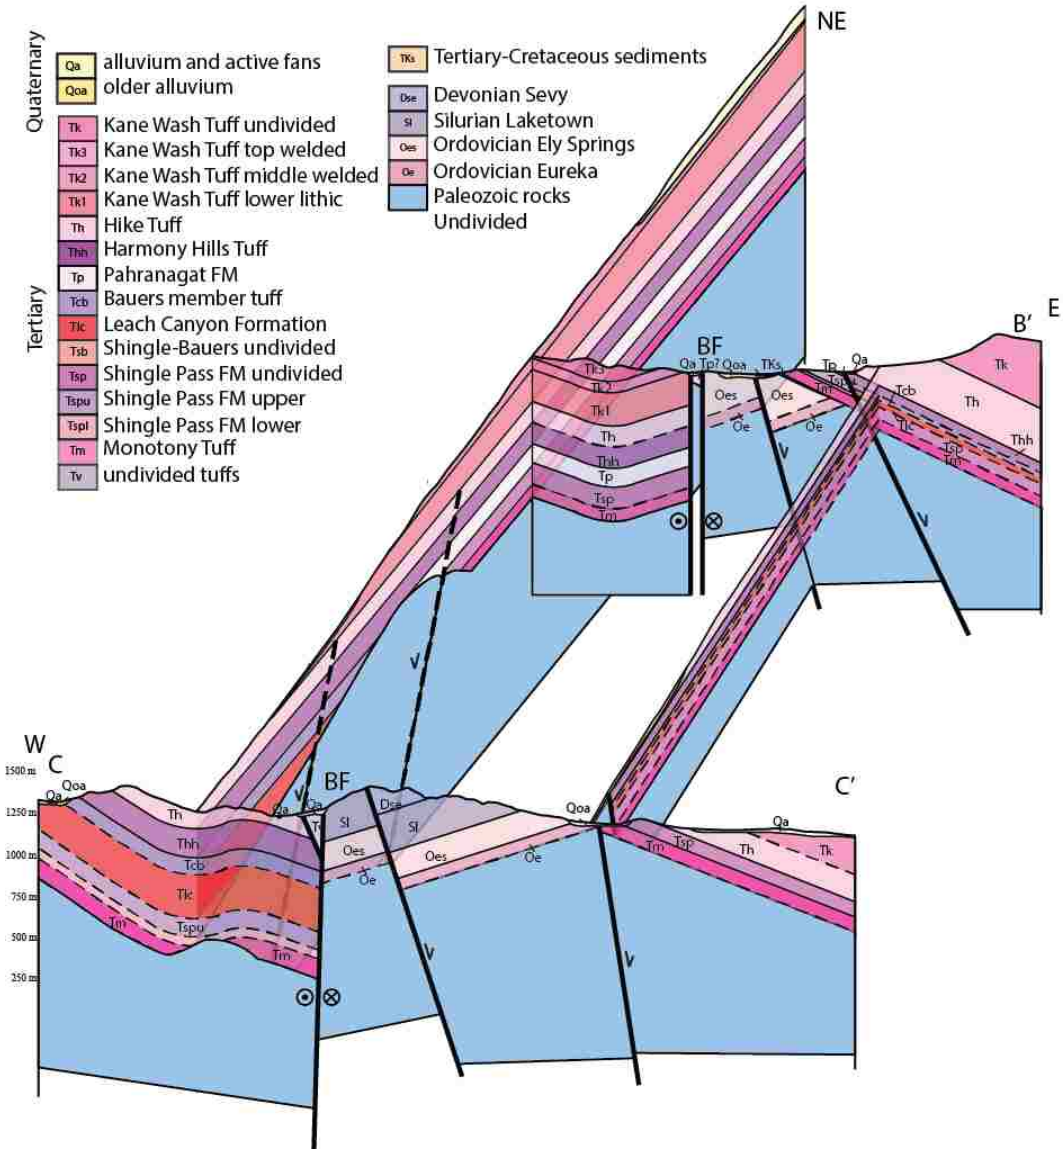 Quaternary
Qa alluvium and active fans
Qoa older alluvium
Tertiary
Tk Kane Wash Tuff undivided
Tk3 Kane Wash Tuff top welded
Tk2 Kane Wash Tuff middle welded
Tk1 Kane Wash Tuff lower lithic
Th Hike Tuff
Thh Harmony Hills Tuff
Tp Pahranagat FM
Tcb Bauers member tuff
Tlc Leach Canyon Formation
Tsb Shingle-Bauers undivided
Tsp Shingle Pass FM undivided
Tspu Shingle Pass FM upper
Tspl Shingle Pass FM lower
Tm Monotony Tuff
Tv undivided tuffs
TKs Tertiary-Cretaceous sediments
Dse Devonian Sevy
Sl Silurian Laketown
Oes Ordovician Ely Springs
Oe Ordovician Eureka
Paleozoic rocks
Undivided
NE
E
B'
BF
Qa Tp? Qoa TKs Tp Qa
Tk3
Tk2
Tk1
Th
Thh
Tp
Tsp
Tm
Oes
Oe
Oes
Oe
Tm
Tspu
Tcb
Tlc
Tsp
Tm
Tk
Th
Thh
W
C
1500 m
1250 m
1000 m
750 m
500 m
250 m
Qa
Qoa
Th
Thh
Tcb
Tlc
Tspu
Tm
Tm
Qa
Qa
BF
Sl
Dse
Sl
Oes
Oe
Oes
Oe
Qoa
C'
Qa
Tm
Tsp
Th
Tk